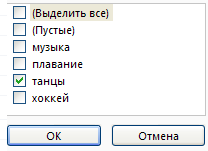 (Выделить все)
(Пустые)
музыка
плавание
танцы
хоккей
ОК Отмена